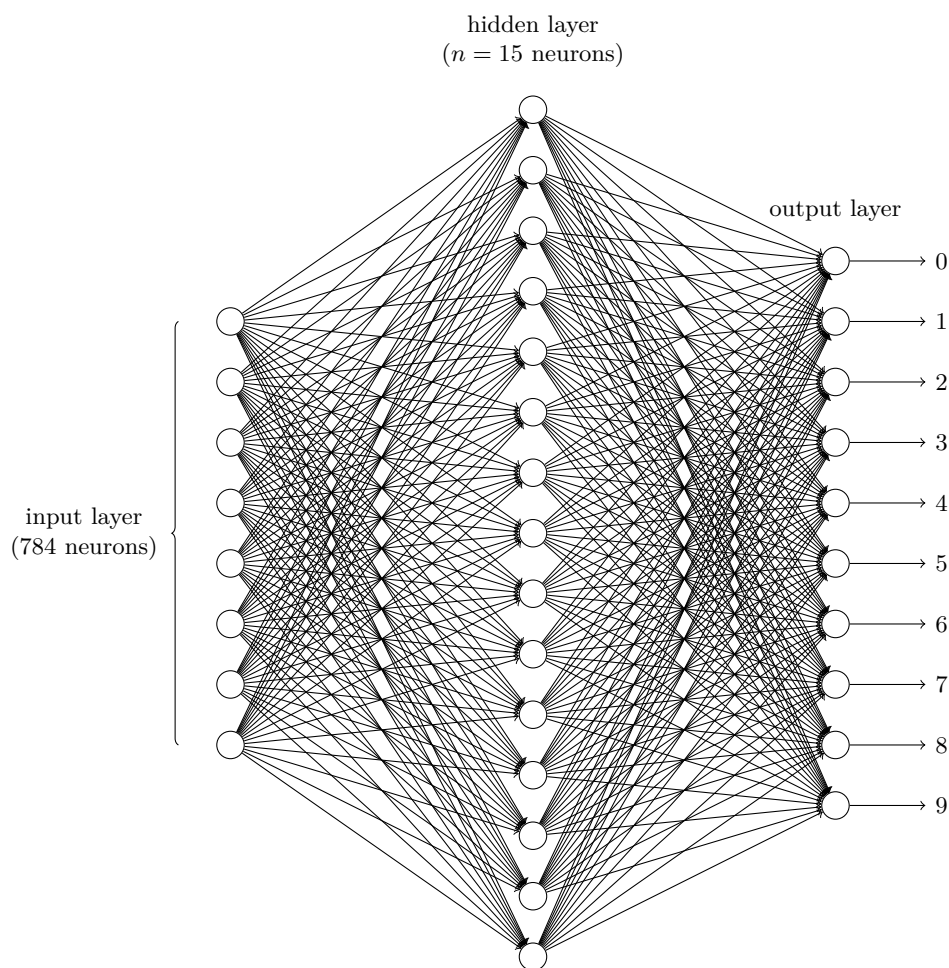 hidden layer
(n = 15 neurons)
output layer
0
1
2
3
4
5
6
7
8
9
input layer
(784 neurons)